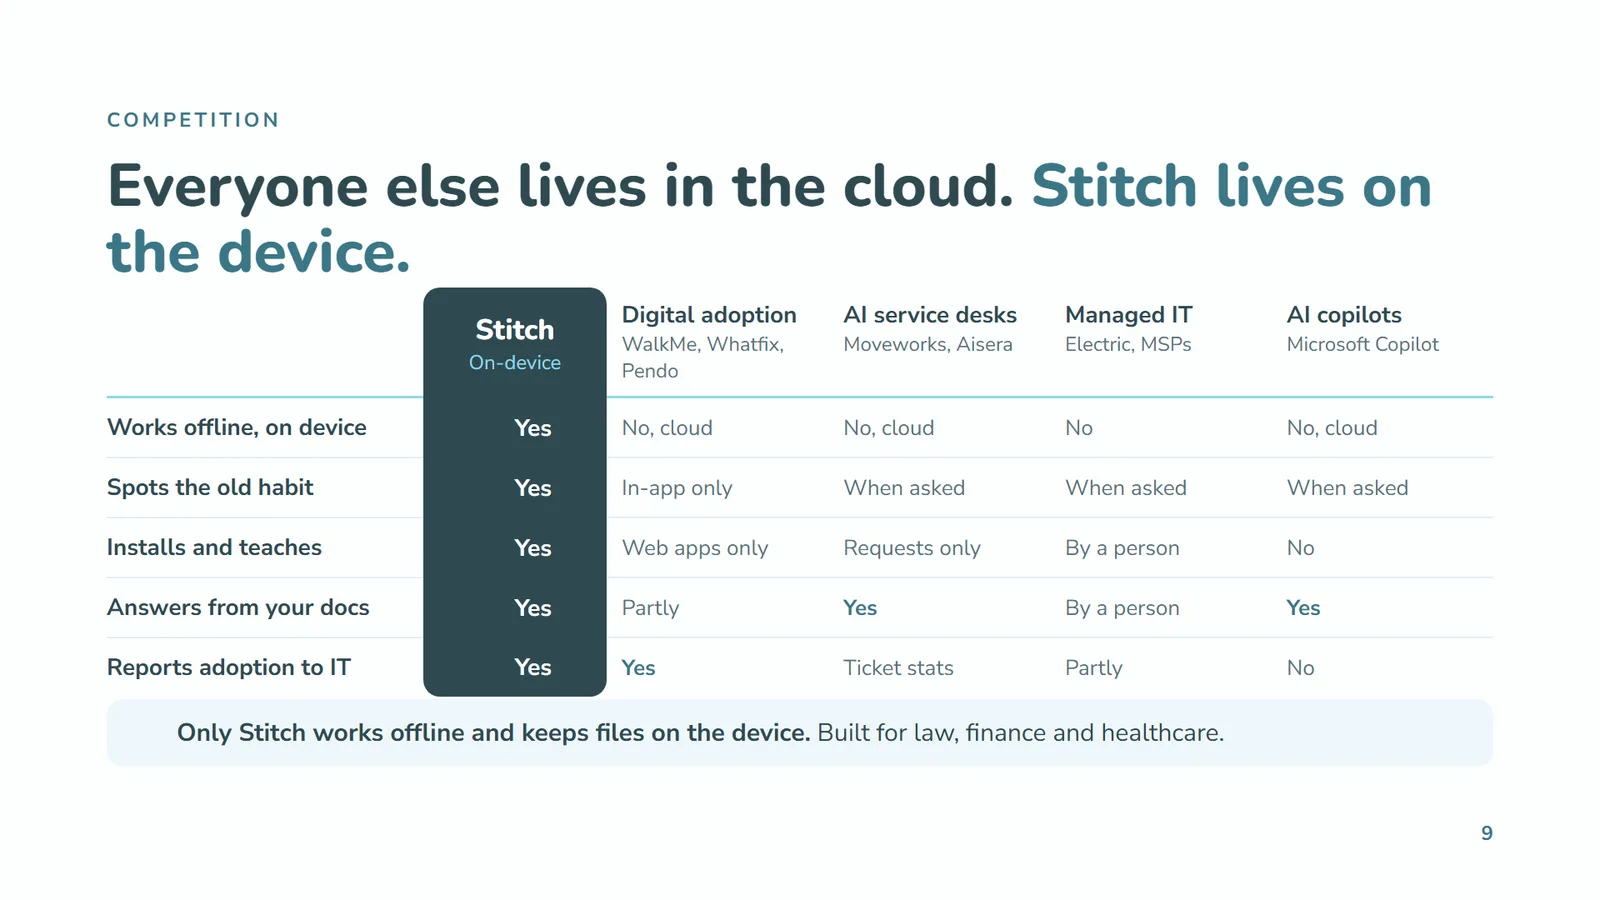 COMPETITION
Everyone else lives in the cloud. Stitch lives on
the device.
Stitch
On-device
Digital adoption
WalkMe, Whatfix,
Pendo
AI service desks
Moveworks, Aisera
Managed IT
Electric, MSPs
AI copilots
Microsoft Copilot
Works offline, on device Yes No, cloud No, cloud No No, cloud
Spots the old habit Yes In-app only When asked When asked When asked
Installs and teaches Yes Web apps only Requests only By a person No
Answers from your docs Yes Partly Yes By a person Yes
Reports adoption to IT Yes Yes Ticket stats Partly No
Only Stitch works offline and keeps files on the device. Built for law, finance and healthcare.
9